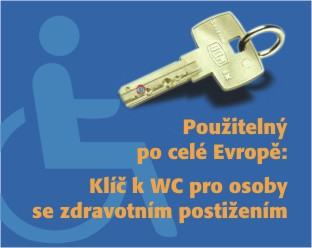 Použitelný
po celé Evropě:
Klíč k WC pro osoby
se zdravotním postižením